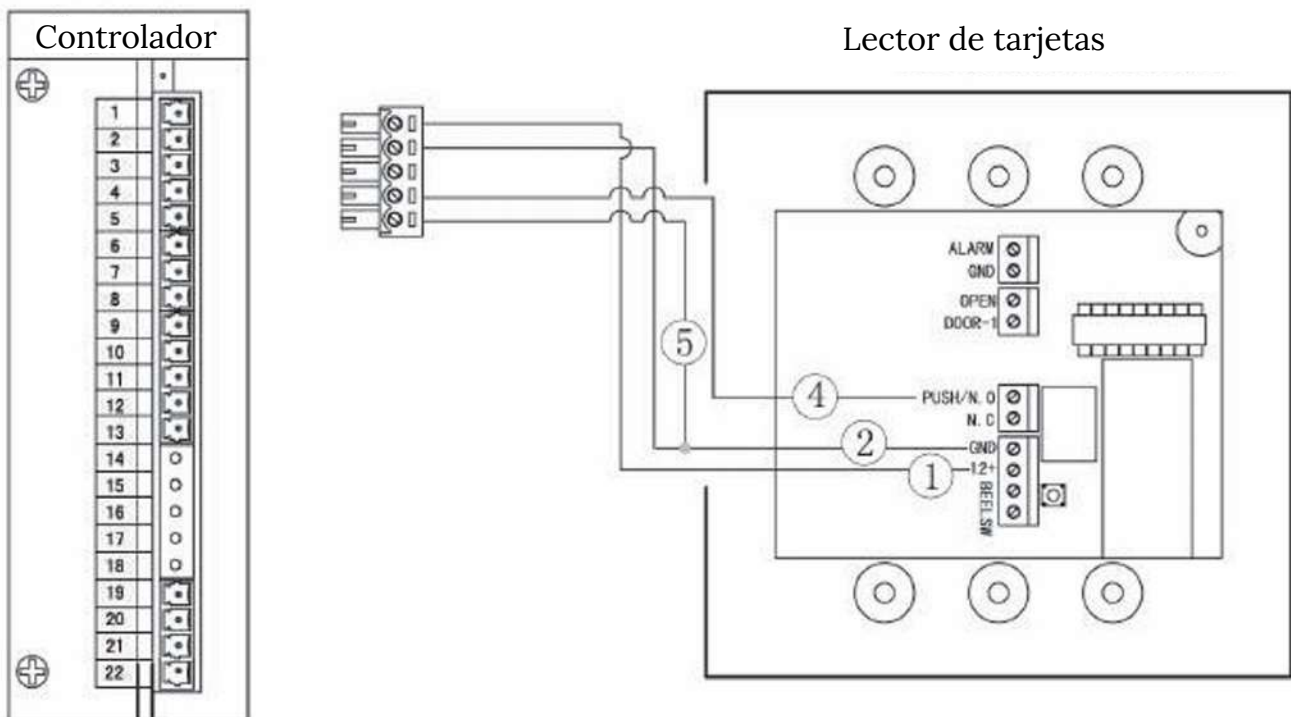 Controlador
Lector de tarjetas
1
2
3
4
5
6
7
8
9
10
11
12
13
14
15
16
17
18
19
20
21
22
ALARM
GND
OPEN
DOOR-1
5
4
PUSH/N.O
N.C
2
GND
1
12+
BEELSW